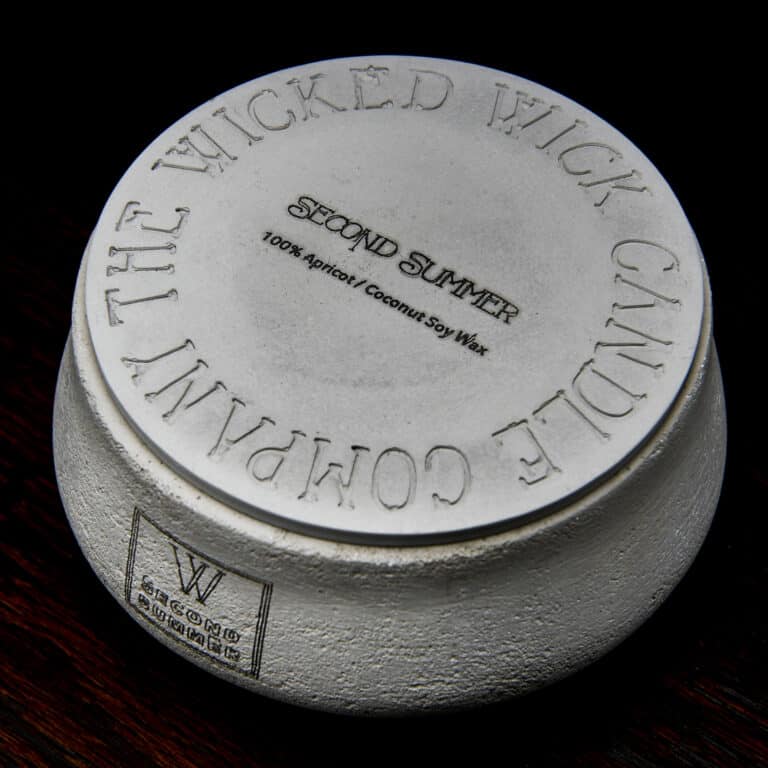 THE WICKED WICK CANDLE COMPANY
SECOND SUMMER
100% Apricot / Coconut Soy Wax
W
SECOND
SUMMER